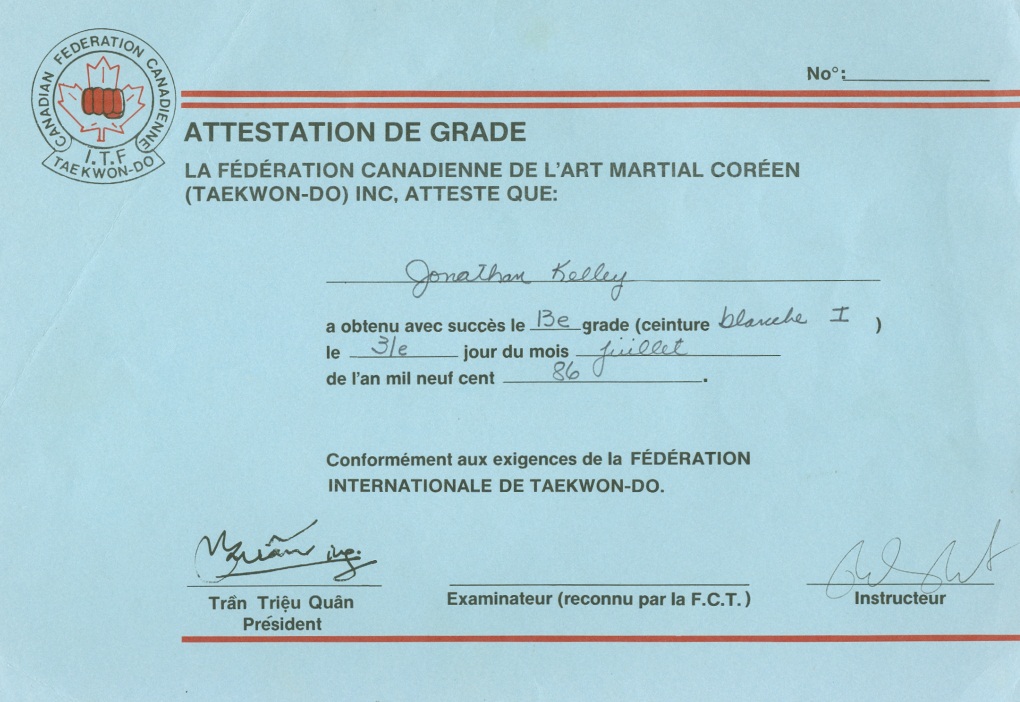 CANADIAN FEDERATION CANADIENNE
I.T.F
TAEKWON-DO
No°:
ATTESTATION DE GRADE
LA FÉDÉRATION CANADIENNE DE L'ART MARTIAL CORÉEN
(TAEKWON-DO) INC, ATTESTE QUE:
Jonathan Kelley
a obtenu avec succès le 13e grade (ceinture blanche I )
le 31e jour du mois juillet
de l'an mil neuf cent 86.
Conformément aux exigences de la FÉDÉRATION
INTERNATIONALE DE TAEKWON-DO.
Trần Triệu Quân
Président
Examinateur (reconnu par la F.C.T.)
Instructeur